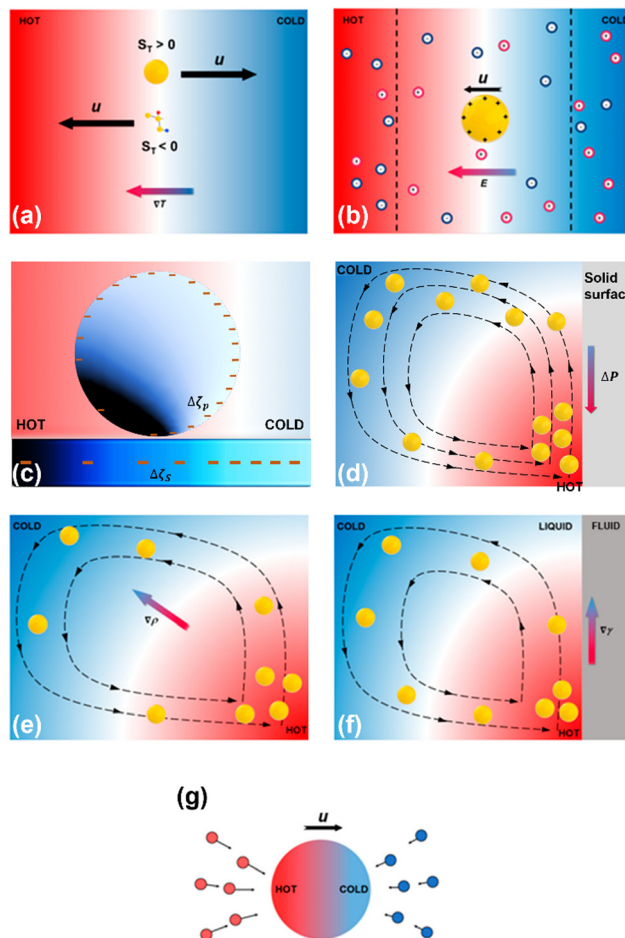 HOT
COLD
S_T > 0
u
u
S_T < 0
∇T
(a)
HOT
COLD
u
E
(b)
Δζ_p
HOT
COLD
Δζ_S
(c)
COLD
Solid
surface
ΔP
HOT
(d)
COLD
∇ρ
HOT
(e)
COLD
LIQUID
FLUID
∇γ
HOT
(f)
(g)
u
HOT
COLD